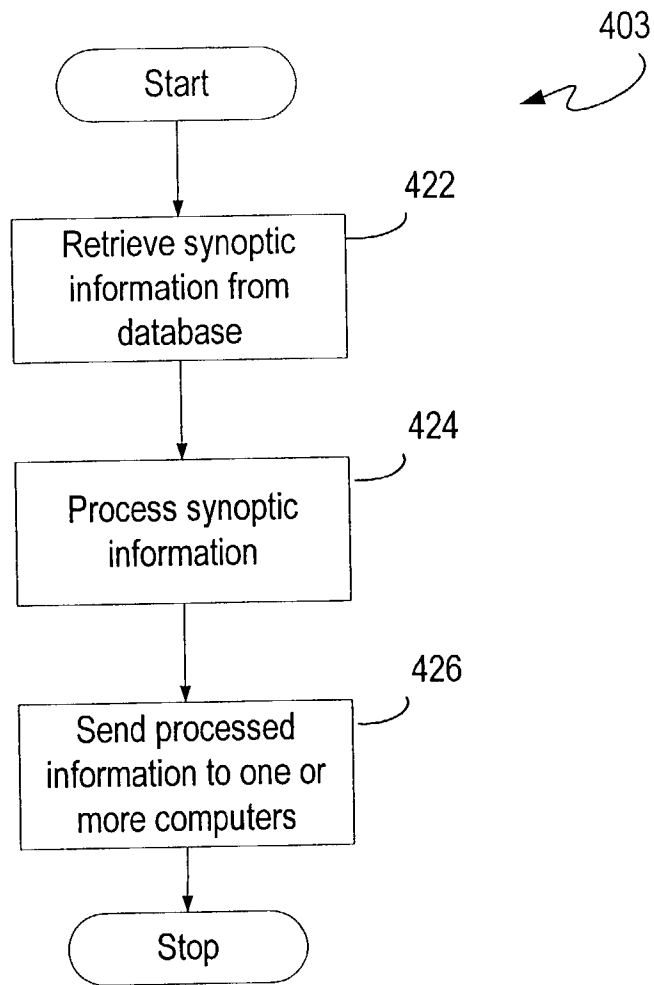 403
Start
422
Retrieve synoptic
information from
database
424
Process synoptic
information
426
Send processed
information to one or
more computers
Stop